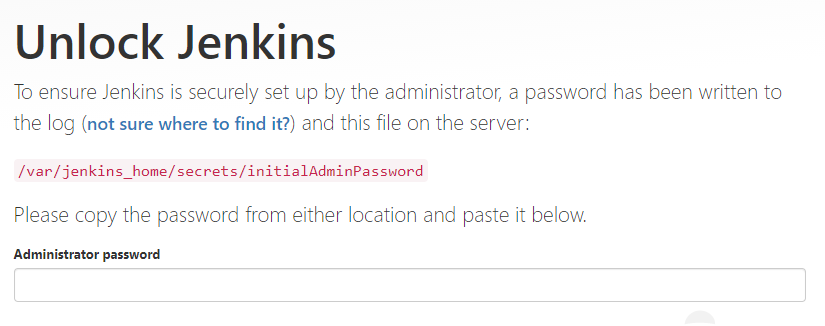 Unlock Jenkins
To ensure Jenkins is securely set up by the administrator, a password has been written to
the log (not sure where to find it?) and this file on the server:
/var/jenkins_home/secrets/initialAdminPassword
Please copy the password from either location and paste it below.
Administrator password